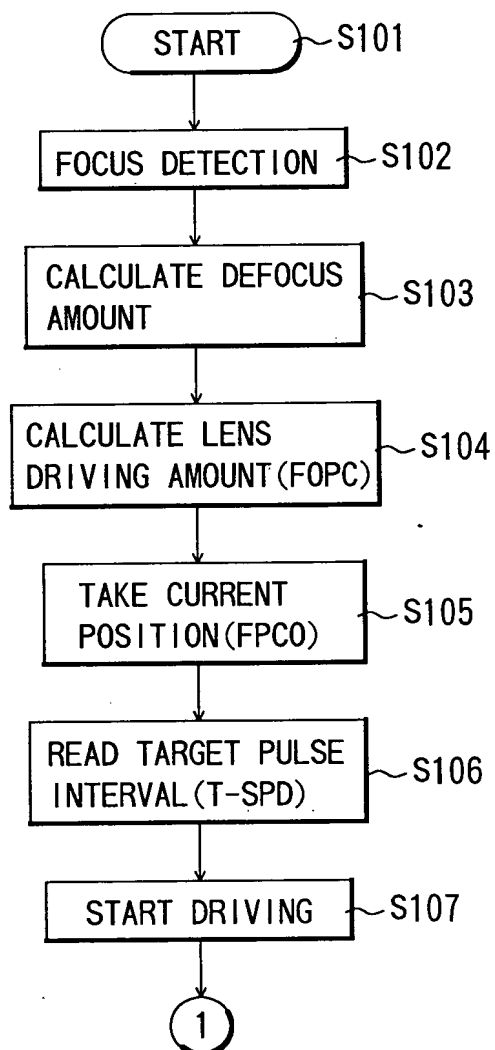 START S101
FOCUS DETECTION S102
CALCULATE DEFOCUS S103
AMOUNT
CALCULATE LENS S104
DRIVING AMOUNT(FOPC)
TAKE CURRENT S105
POSITION(FPCO)
READ TARGET PULSE S106
INTERVAL(T-SPD)
START DRIVING S107
1